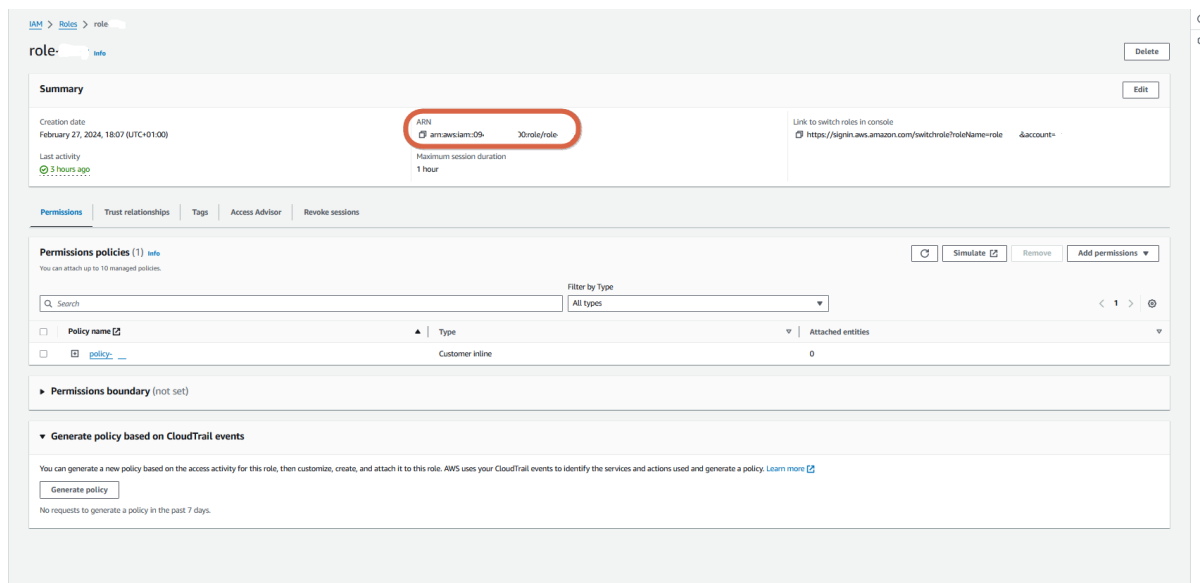 IAM > Roles > role-
role- Info
Delete
Summary
Edit
Creation date
February 27, 2024, 18:07 (UTC+01:00)
ARN
arn:aws:iam::09 00:role/role-
Link to switch roles in console
https://signin.aws.amazon.com/switchrole?roleName=role &account=
Last activity
3 hours ago
Maximum session duration
1 hour
Permissions
Trust relationships
Tags
Access Advisor
Revoke sessions
Permissions policies (1) Info
You can attach up to 10 managed policies.
Simulate
Remove
Add permissions
Filter by Type
Search
All types
1
Policy name
Type
Attached entities
policy-
Customer inline
0
Permissions boundary (not set)
Generate policy based on CloudTrail events
You can generate a new policy based on the access activity for this role, then customize, create, and attach it to this role. AWS uses your CloudTrail events to identify the services and actions used and generate a policy. Learn more
Generate policy
No requests to generate a policy in the past 7 days.